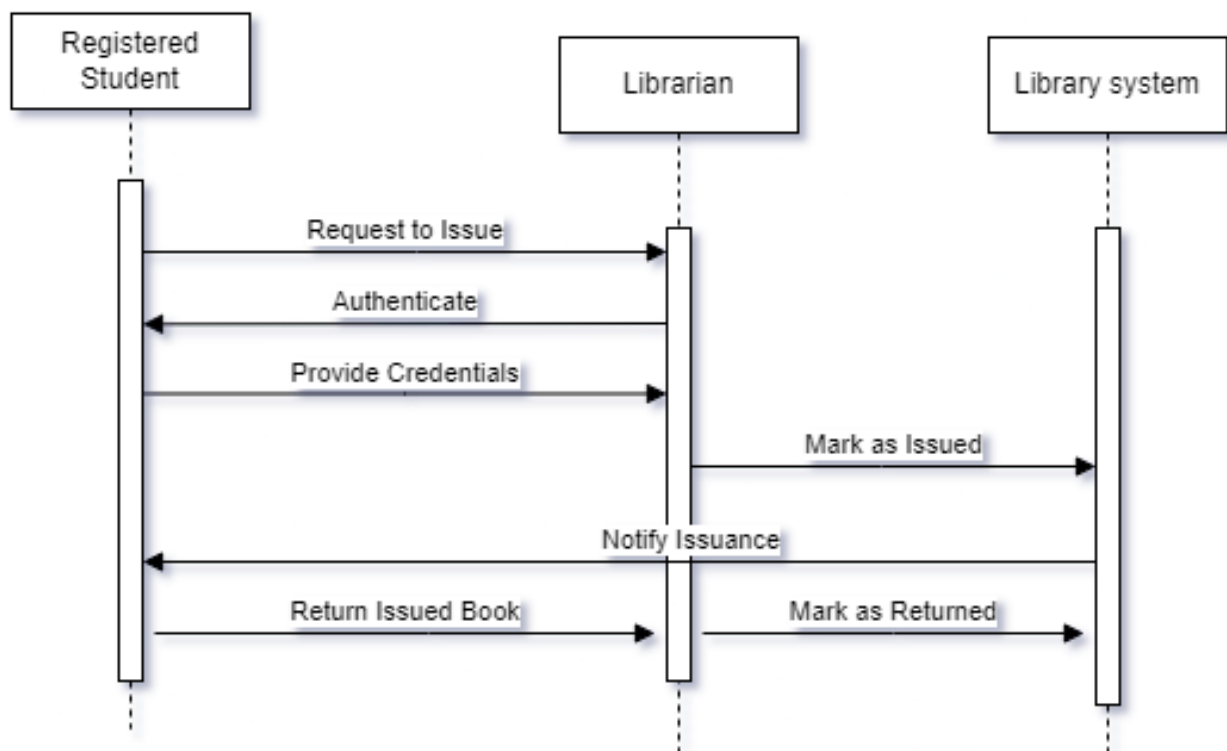 Registered
Student
Librarian
Library system
Request to Issue
Authenticate
Provide Credentials
Mark as Issued
Notify Issuance
Return Issued Book
Mark as Returned